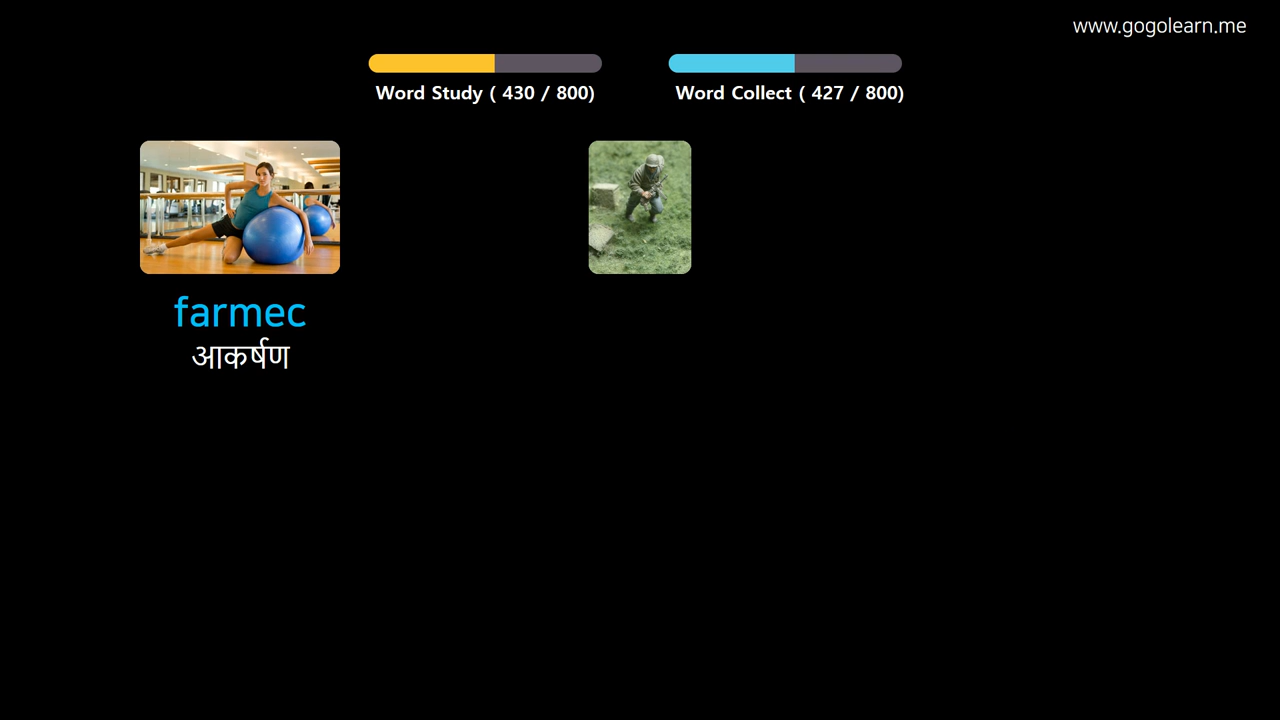 www.gogolearn.me
Word Study ( 430 / 800)
Word Collect ( 427 / 800)
farmec
आकर्षण